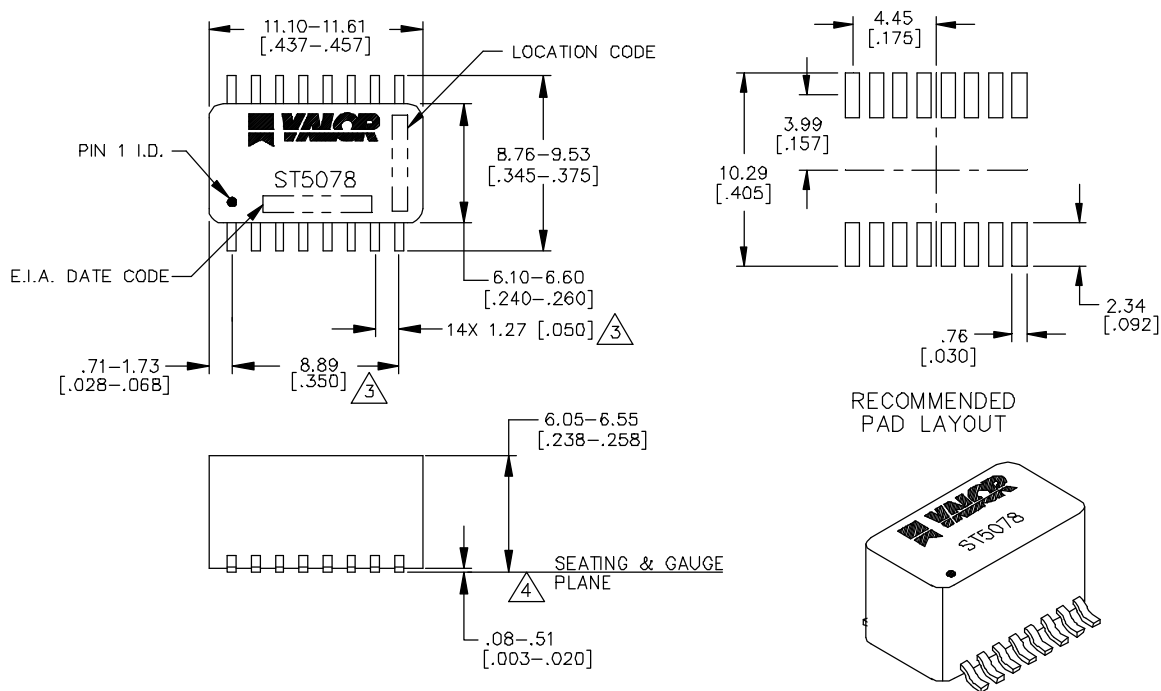 11.10–11.61
[.437–.457]
LOCATION CODE
VALOR
PIN 1 I.D.
ST5078
8.76–9.53
[.345–.375]
E.I.A. DATE CODE
6.10–6.60
[.240–.260]
14X 1.27 [.050] 3
.71–1.73
[.028–.068]
8.89
[.350] 3
4.45
[.175]
3.99
[.157]
10.29
[.405]
2.34
[.092]
.76
[.030]
RECOMMENDED
PAD LAYOUT
6.05–6.55
[.238–.258]
SEATING & GAUGE
PLANE
4
.08–.51
[.003–.020]
VALOR
ST5078